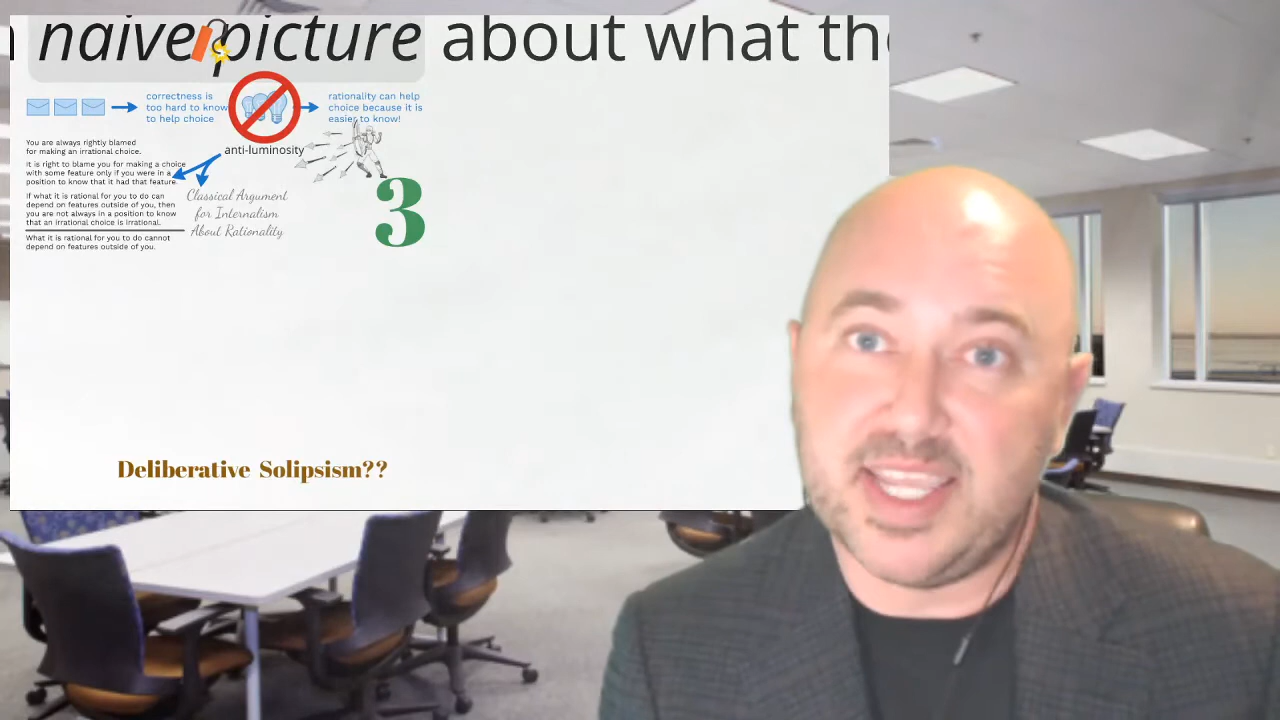 naive picture about what the
correctness is
too hard to know
to help choice
rationality can help
choice because it is
easier to know!
anti-luminosity
You are always rightly blamed
for making an irrational choice.
It is right to blame you for making a choice
with some feature only if you were in a
position to know that it had that feature.
If what it is rational for you to do can
depend on features outside of you, then
you are not always in a position to know
that an irrational choice is irrational.
What it is rational for you to do cannot
depend on features outside of you.
Classical Argument
for Internalism
About Rationality
3
Deliberative Solipsism??